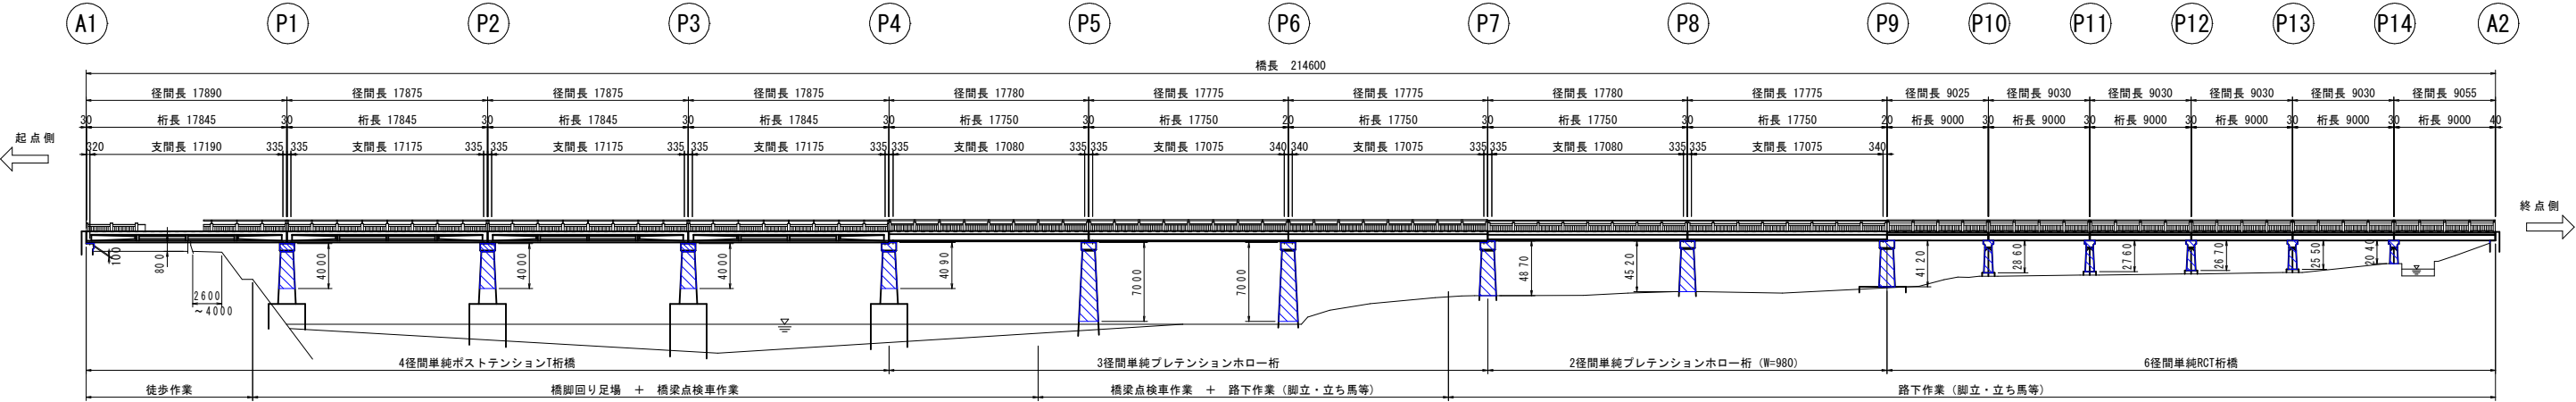 A1 P1 P2 P3 P4 P5 P6 P7 P8 P9 P10 P11 P12 P13 P14 A2
橋長 214600
径間長 17890 径間長 17875 径間長 17875 径間長 17875 径間長 17780 径間長 17775 径間長 17775 径間長 17780 径間長 17775 径間長 9025 径間長 9030 径間長 9030 径間長 9030 径間長 9030 径間長 9055
30 桁長 17845 30 桁長 17845 30 桁長 17845 30 桁長 17845 30 桁長 17750 30 桁長 17750 20 桁長 17750 30 桁長 17750 30 桁長 17750 20 桁長 9000 30 桁長 9000 30 桁長 9000 30 桁長 9000 30 桁長 9000 30 桁長 9000 40
起点側
320 支間長 17190 335 335 支間長 17175 335 335 支間長 17175 335 335 支間長 17175 335 335 支間長 17080 335 335 支間長 17075 340 340 支間長 17075 335 335 支間長 17080 335 335 支間長 17075 340
終点側
100 800 4000 4000 4000 4090 7000 7000 4870 4520 4120 2860 2760 2670 2550 2040
2600
～4000
4径間単純ポストテンションT桁橋 3径間単純プレテンションホロー桁 2径間単純プレテンションホロー桁（W=980） 6径間単純RCT桁橋
徒歩作業 橋脚回り足場 ＋ 橋梁点検車作業 橋梁点検車作業 ＋ 路下作業（脚立・立ち馬等） 路下作業（脚立・立ち馬等）